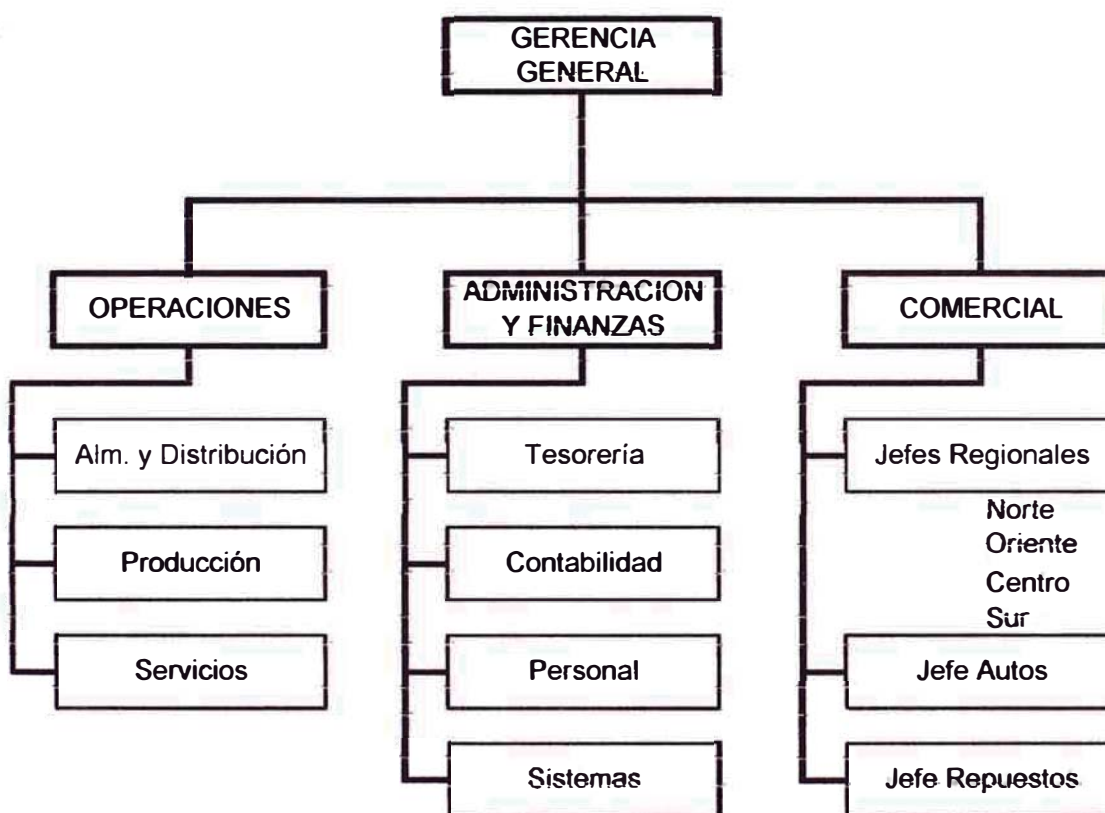 GERENCIA
GENERAL
OPERACIONES
ADMINISTRACION
Y FINANZAS
COMERCIAL
Alm. y Distribución
Producción
Servicios
Tesorería
Contabilidad
Personal
Sistemas
Jefes Regionales
Norte
Oriente
Centro
Sur
Jefe Autos
Jefe Repuestos